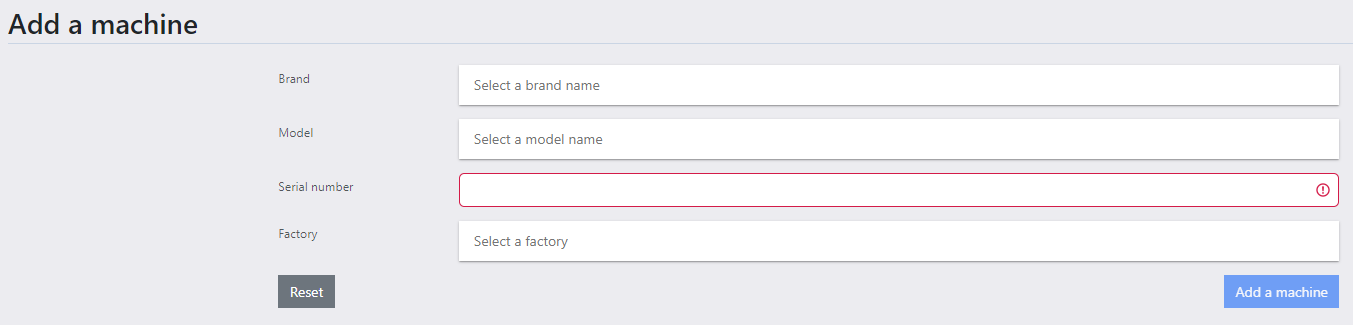 Add a machine
Brand
Select a brand name
Model
Select a model name
Serial number
Factory
Select a factory
Reset
Add a machine